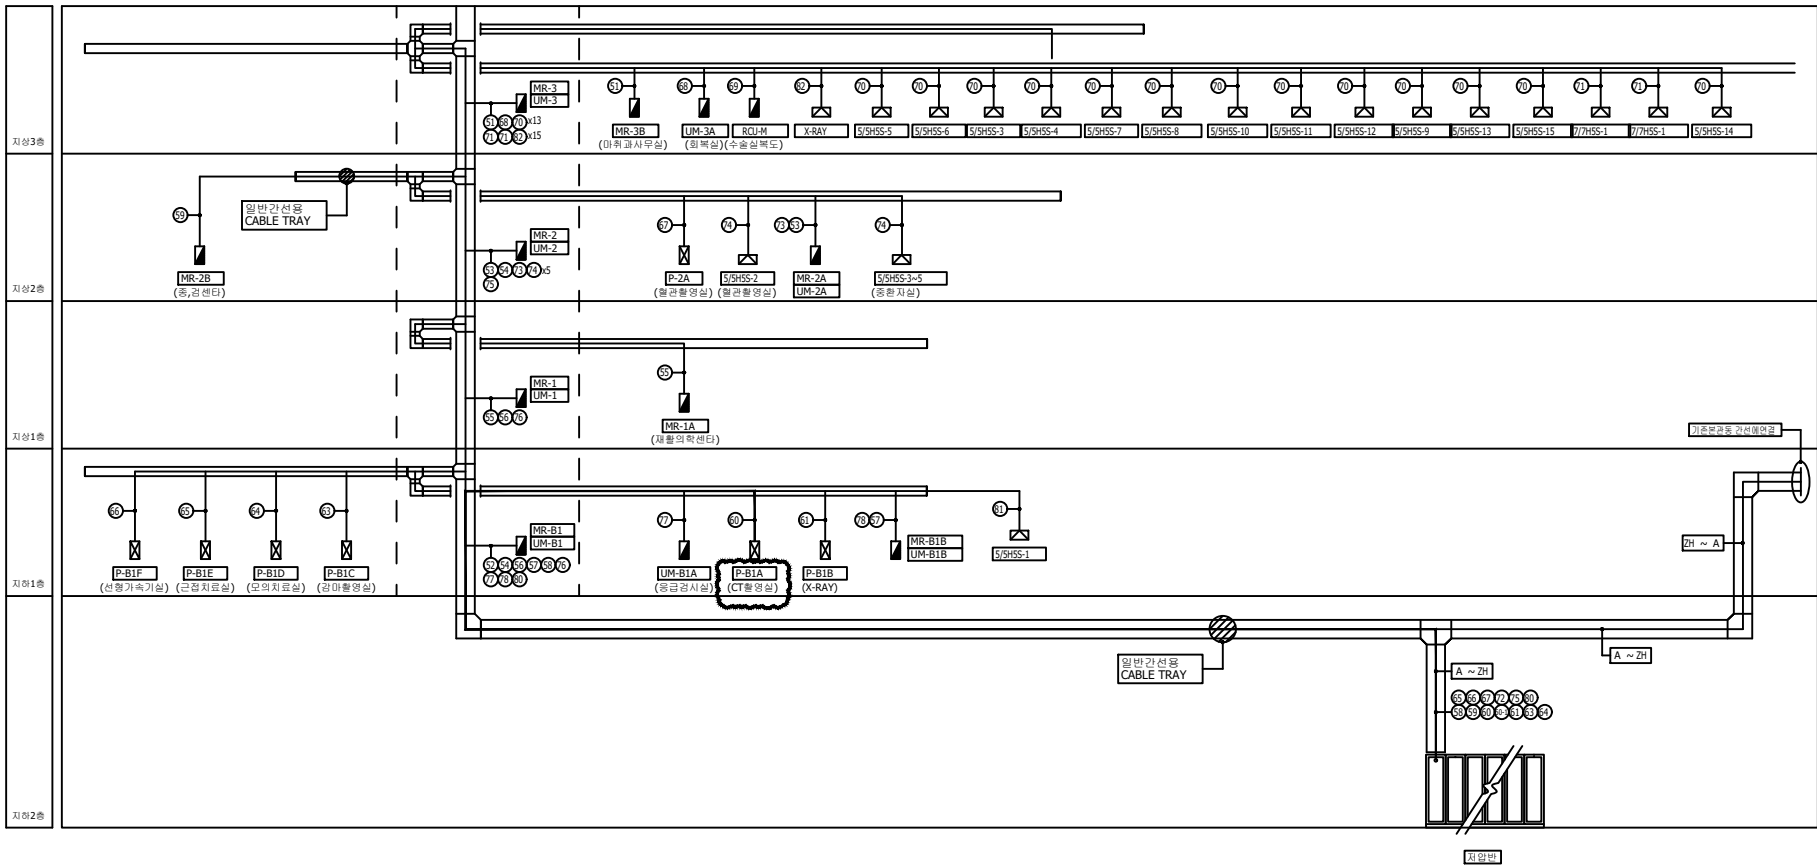 지상3층
MR-3
UM-3
51 68 70 x13
71 71 82 x15
51 68 69 82 70 70 70 70 70 70 70 70 70 70 70 70 71 71 70
MR-3B UM-3A RCU-M X-RAY 5/5HSS-5 5/5HSS-6 5/5HSS-3 5/5HSS-4 5/5HSS-7 5/5HSS-8 5/5HSS-10 5/5HSS-11 5/5HSS-12 5/5HSS-9 5/5HSS-13 5/5HSS-15 7/7HSS-1 7/7HSS-1 5/5HSS-14
(마취과사무실) (회복실) (수술실복도)
지상2층
59
일반간선용
CABLE TRAY
MR-2B
(종,검센타)
MR-2
UM-2
53 54 73 74 x5
75
67 74 73 53 74
P-2A 5/5HSS-2 MR-2A 5/5HSS-3~5
UM-2A
(혈관촬영실) (혈관촬영실) (중환자실)
지상1층
MR-1
UM-1
55 56 76
55
MR-1A
(재활의학센타)
기존본관동 간선에연결
지하1층
66 65 64 63
P-B1F P-B1E P-B1D P-B1C
(선형가속기실) (근접치료실) (모의치료실) (감마촬영실)
MR-B1
UM-B1
52 54 56 57 58 76
77 78 80
77 60 61 78 57 81
UM-B1A P-B1A P-B1B MR-B1B 5/5HSS-1
UM-B1B
(응급검시실) (CT촬영실) (X-RAY)
ZH ~ A
지하2층
일반간선용
CABLE TRAY
A ~ ZH
A ~ ZH
65 66 67 72 75 80
58 59 60 60-1 61 63 64
저압반